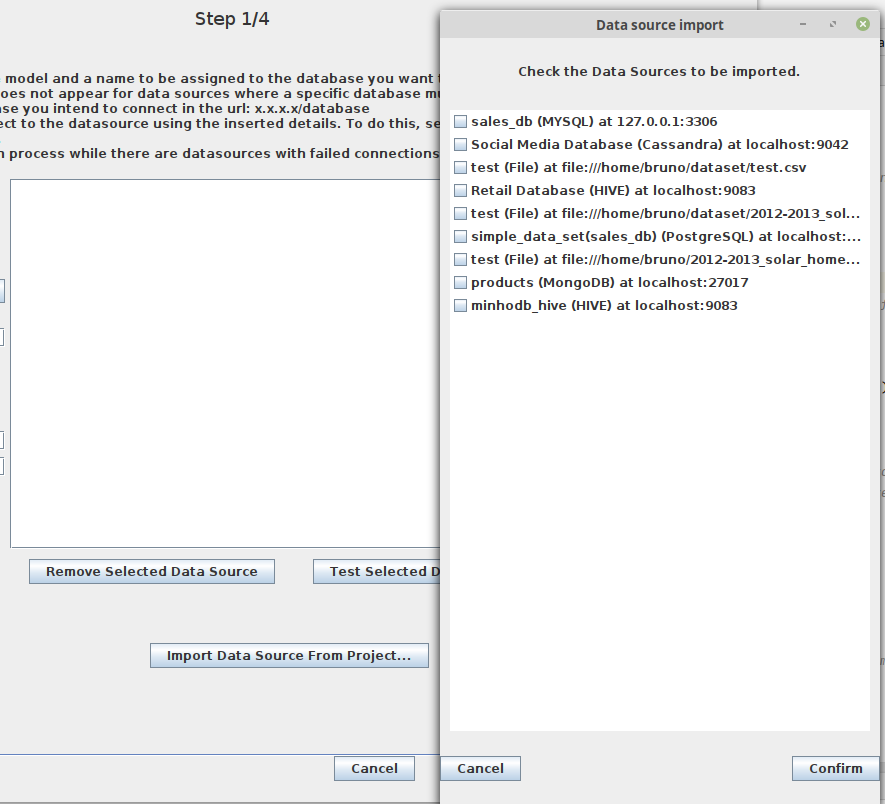 Step 1/4
model and a name to be assigned to the database you want
oes not appear for data sources where a specific database
se you intend to connect in the url: x.x.x.x/database
ect to the datasource using the inserted details. To do this, se
n process while there are datasources with failed connections
Remove Selected Data Source
Test Selected D
Import Data Source From Project...
Cancel
Data source import
Check the Data Sources to be imported.
sales_db (MYSQL) at 127.0.0.1:3306
Social Media Database (Cassandra) at localhost:9042
test (File) at file:///home/bruno/dataset/test.csv
Retail Database (HIVE) at localhost:9083
test (File) at file:///home/bruno/dataset/2012-2013_sol...
simple_data_set(sales_db) (PostgreSQL) at localhost:...
test (File) at file:///home/bruno/2012-2013_solar_home...
products (MongoDB) at localhost:27017
minhodb_hive (HIVE) at localhost:9083
Cancel
Confirm